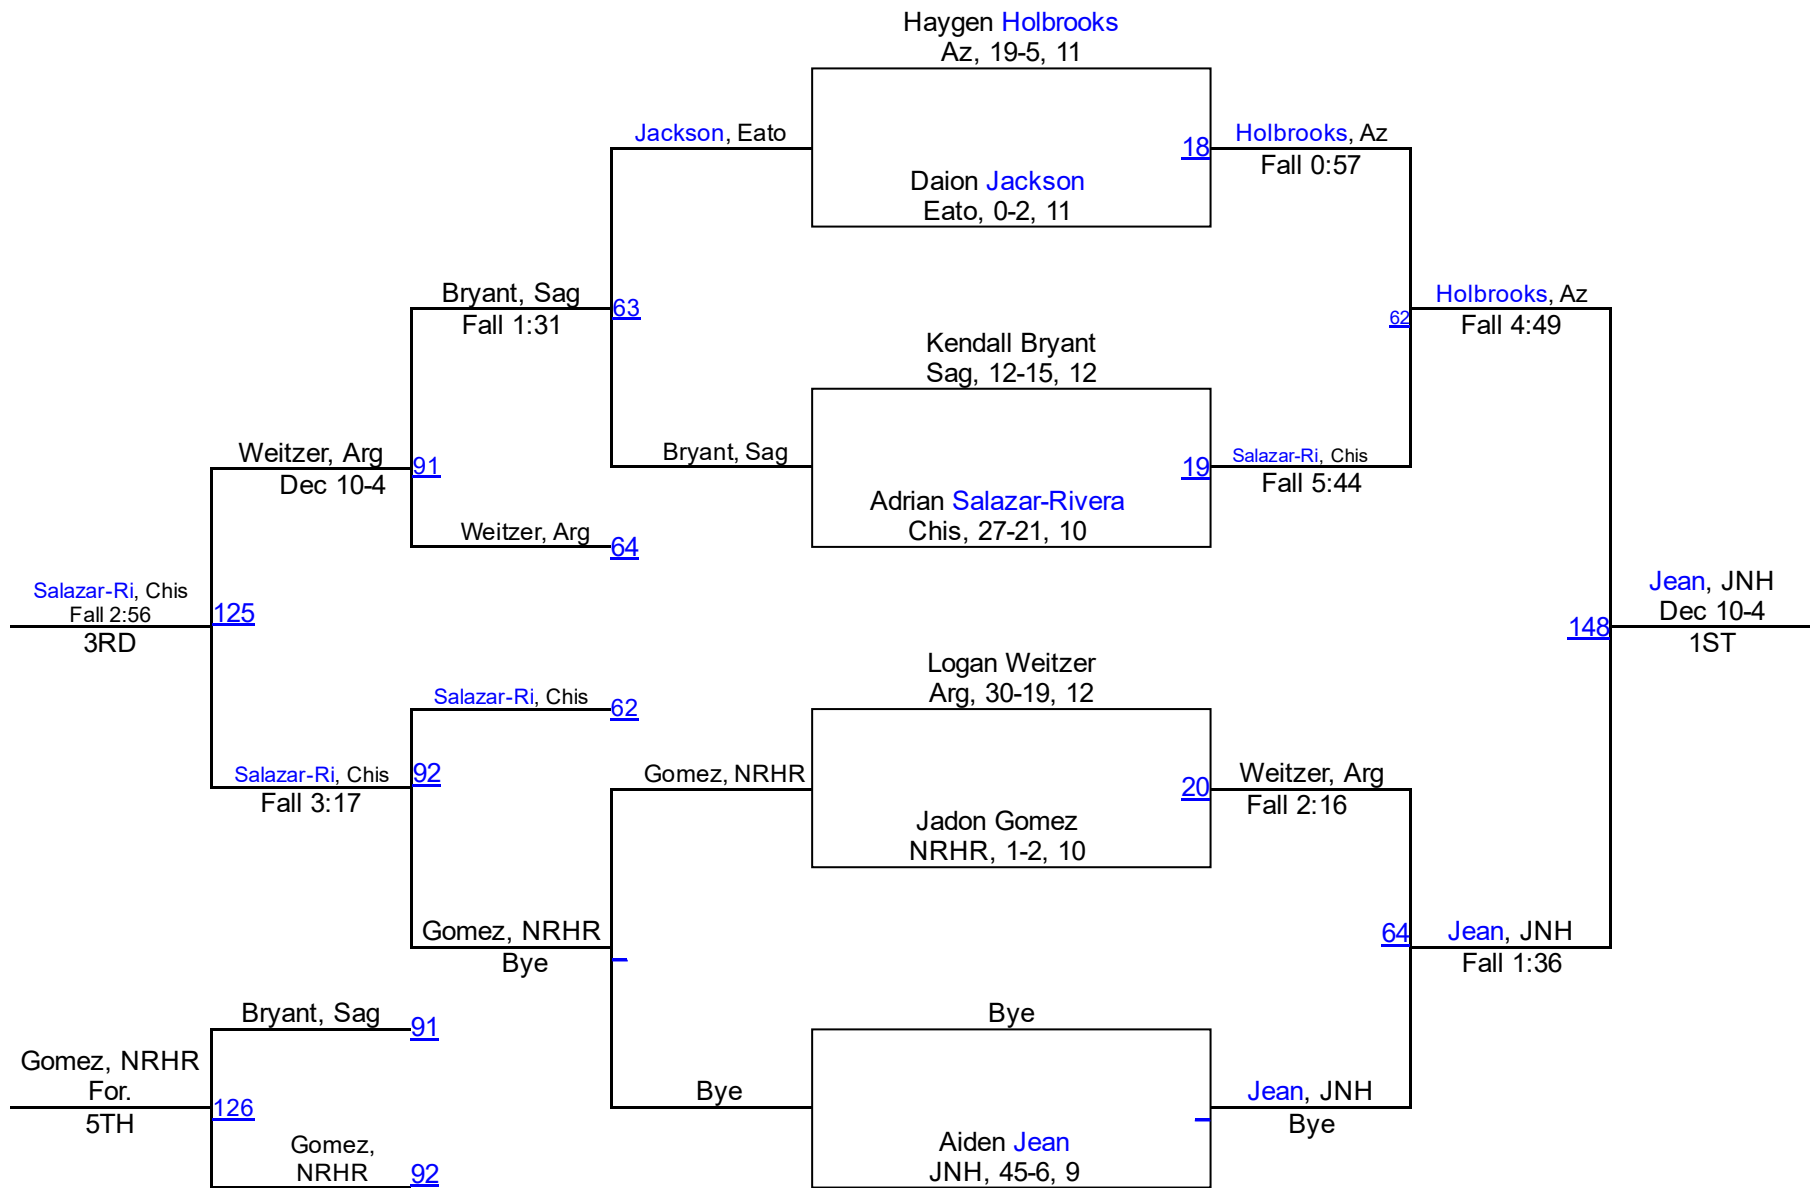 Haygen Holbrooks
Az, 19-5, 11
Jackson, Eato
18
Holbrooks, Az
Fall 0:57
Daion Jackson
Eato, 0-2, 11
Bryant, Sag
Fall 1:31
63
62
Holbrooks, Az
Fall 4:49
Kendall Bryant
Sag, 12-15, 12
Weitzer, Arg
Dec 10-4
91
Bryant, Sag
19
Salazar-Ri, Chis
Fall 5:44
Adrian Salazar-Rivera
Chis, 27-21, 10
Weitzer, Arg
64
Salazar-Ri, Chis
Fall 2:56
3RD
125
148
Jean, JNH
Dec 10-4
1ST
Logan Weitzer
Arg, 30-19, 12
Salazar-Ri, Chis
62
Salazar-Ri, Chis
Fall 3:17
92
Gomez, NRHR
20
Weitzer, Arg
Fall 2:16
Jadon Gomez
NRHR, 1-2, 10
Gomez, NRHR
Bye
64
Jean, JNH
Fall 1:36
Bryant, Sag
91
Bye
Gomez, NRHR
For.
5TH
126
Bye
Jean, JNH
Bye
Gomez,
NRHR
92
Aiden Jean
JNH, 45-6, 9